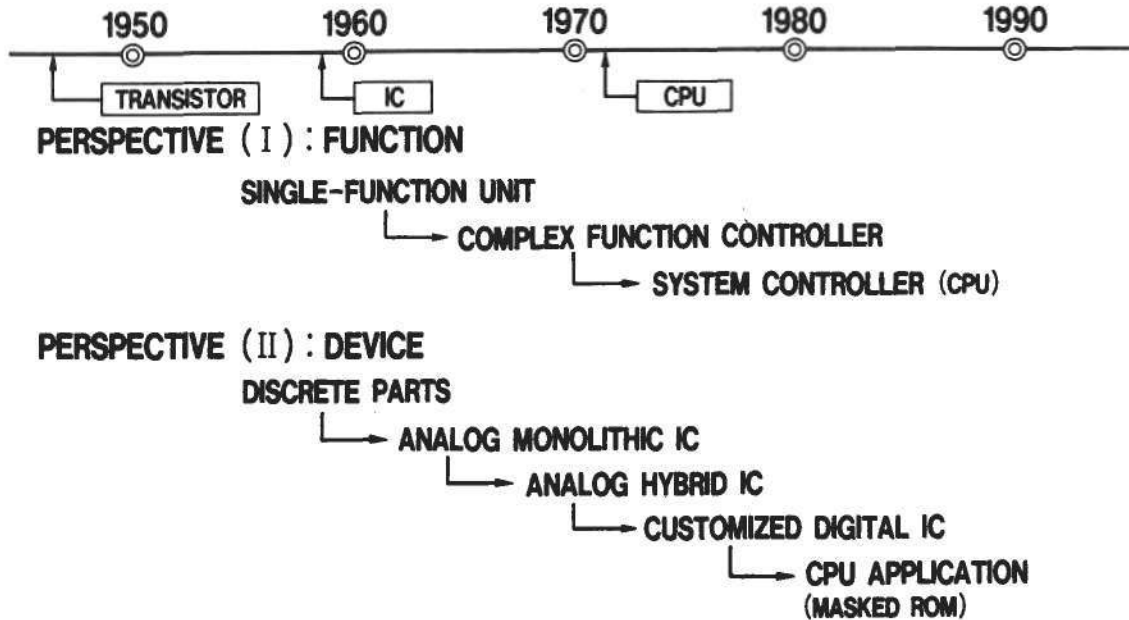 1950 1960 1970 1980 1990
TRANSISTOR IC CPU
PERSPECTIVE (I): FUNCTION
SINGLE-FUNCTION UNIT
COMPLEX FUNCTION CONTROLLER
SYSTEM CONTROLLER (CPU)
PERSPECTIVE (II): DEVICE
DISCRETE PARTS
ANALOG MONOLITHIC IC
ANALOG HYBRID IC
CUSTOMIZED DIGITAL IC
CPU APPLICATION
(MASKED ROM)